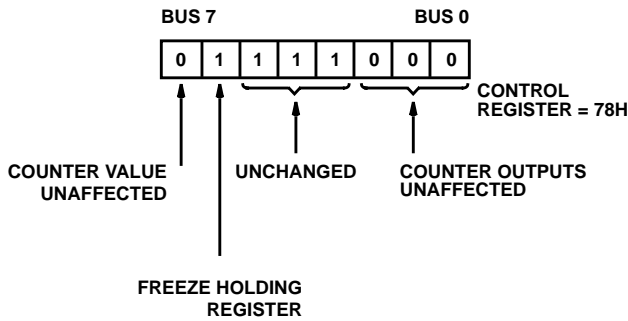 BUS 7 BUS 0
0 1 1 1 1 0 0 0
CONTROL
REGISTER = 78H
COUNTER VALUE
UNAFFECTED
UNCHANGED
COUNTER OUTPUTS
UNAFFECTED
FREEZE HOLDING
REGISTER